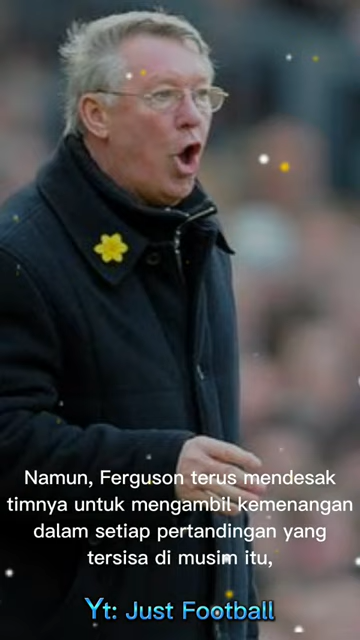 Namun, Ferguson terus mendesak
timnya untuk mengambil kemenangan
dalam setiap pertandingan yang
tersisa di musim itu,
Yt: Just Football